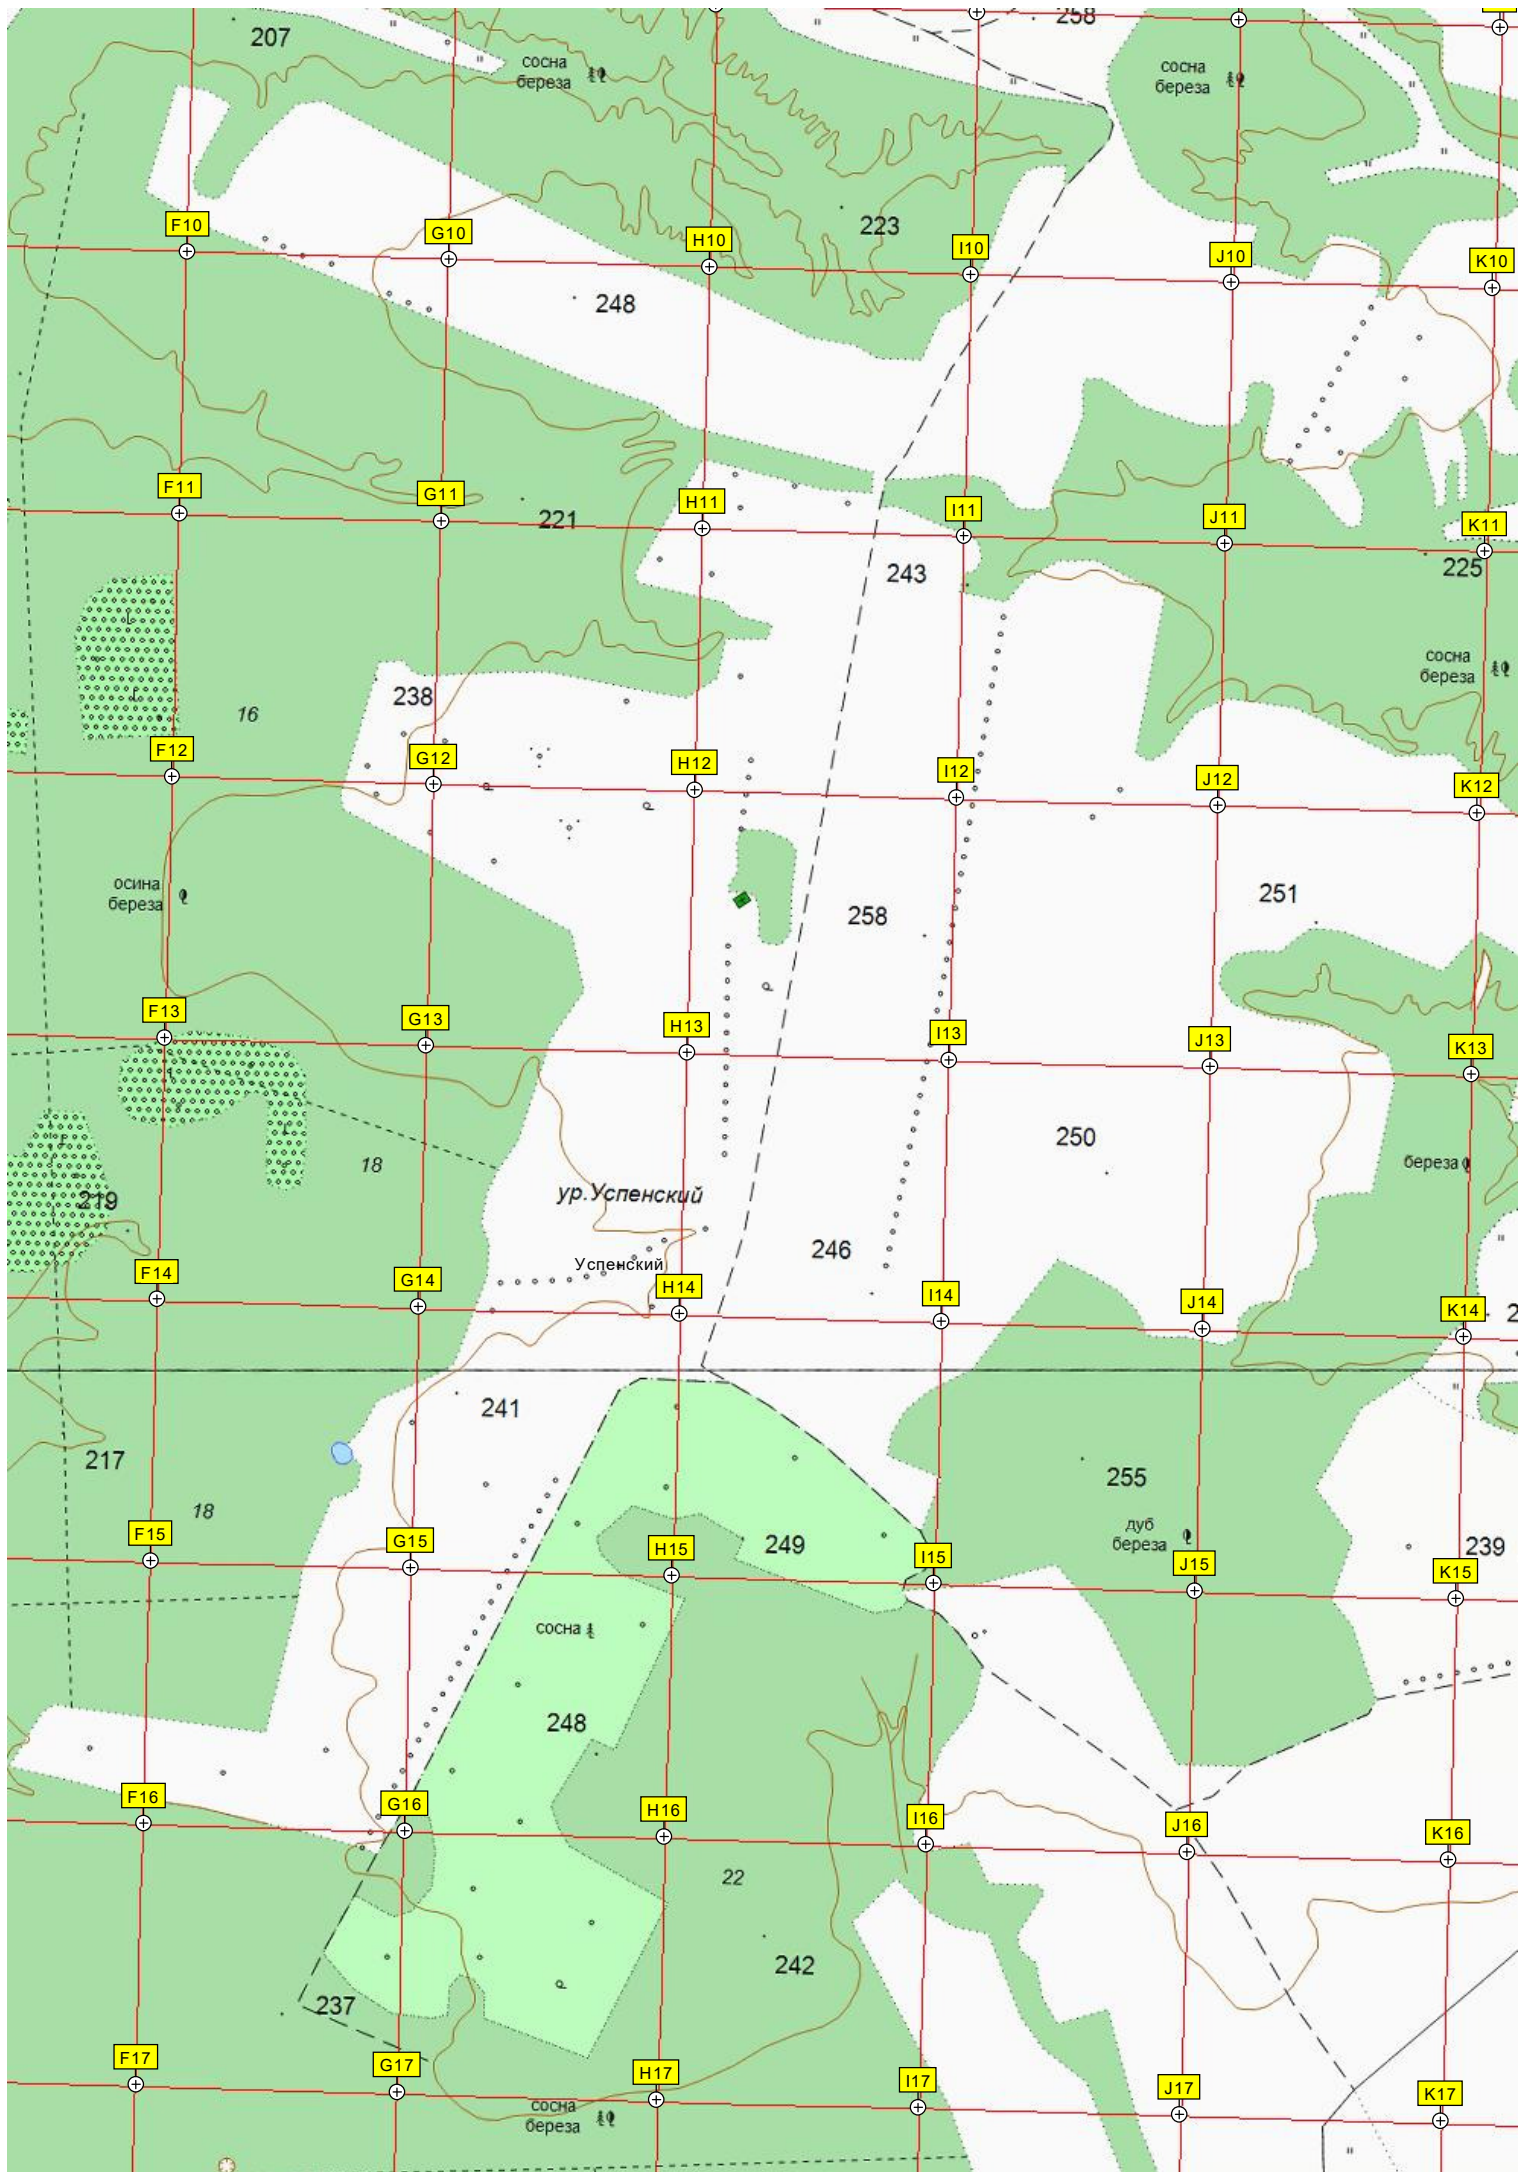 258
207
сосна
береза
сосна
береза
F10
G10
H10
223
I10
J10
K10
248
F11
G11
221
H11
I11
J11
K11
243
225
сосна
береза
238
16
F12
G12
H12
I12
J12
K12
осина
береза
251
258
F13
G13
H13
I13
J13
K13
250
береза
18
219
ур.Успенский
246
Успенский
F14
G14
H14
I14
J14
K14
2
241
217
255
18
дуб
береза
F15
G15
H15
249
I15
J15
239
K15
сосна
248
F16
G16
H16
I16
J16
K16
22
242
237
F17
G17
H17
I17
J17
K17
сосна
береза